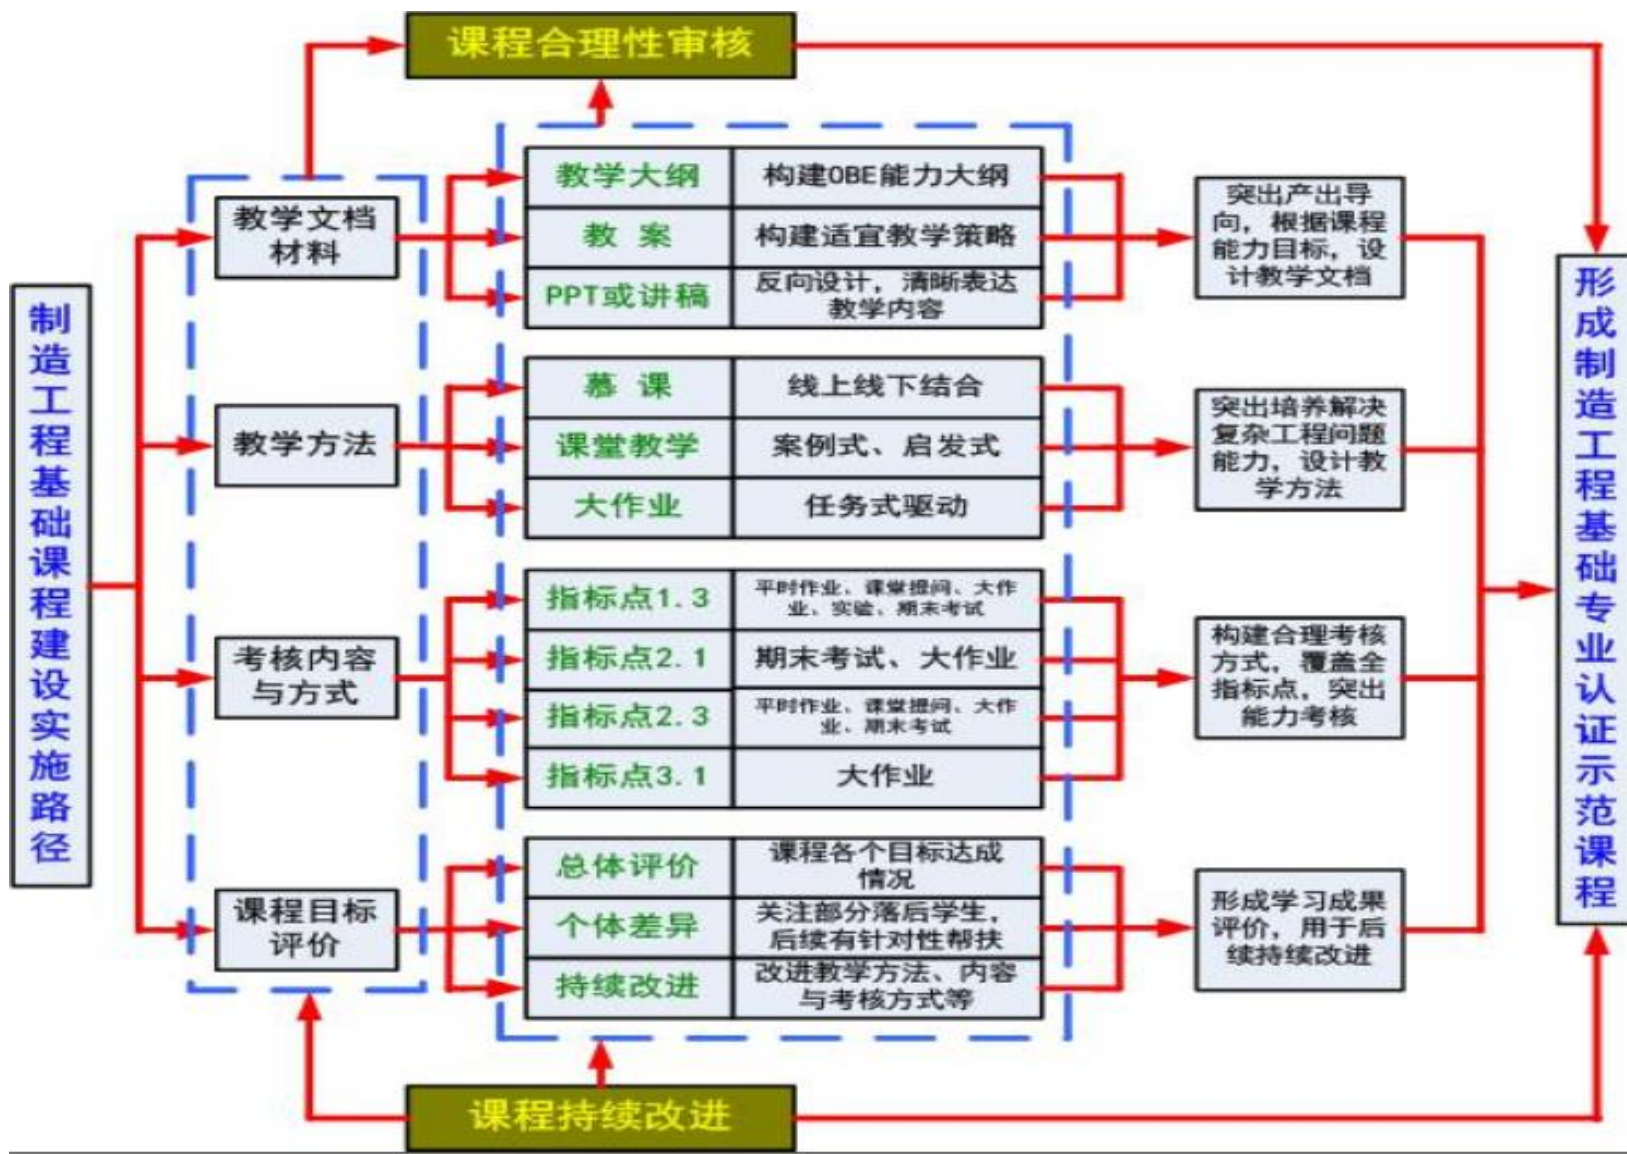 课程合理性审核
制造工程基础课程建设实施路径
教学文档
材料
教学大纲
构建OBE能力大纲
教 案
构建适宜教学策略
PPT或讲稿
反向设计，清晰表达
教学内容
突出产出导
向，根据课程
能力目标，设
计教学文档
教学方法
慕 课
线上线下结合
课堂教学
案例式、启发式
大作业
任务式驱动
突出培养解决
复杂工程问题
能力，设计教
学方法
考核内容
与方式
指标点1.3
平时作业、课堂提问、大作
业、实验、期末考试
指标点2.1
期末考试、大作业
指标点2.3
平时作业、课堂提问、大作
业、期末考试
指标点3.1
大作业
构建合理考核
方式，覆盖全
指标点，突出
能力考核
课程目标
评价
总体评价
课程各个目标达成
情况
个体差异
关注部分落后学生，
后续有针对性帮扶
持续改进
改进教学方法、内容
与考核方式等
形成学习成果
评价，用于后
续持续改进
形成制造工程基础专业认证示范课程
课程持续改进